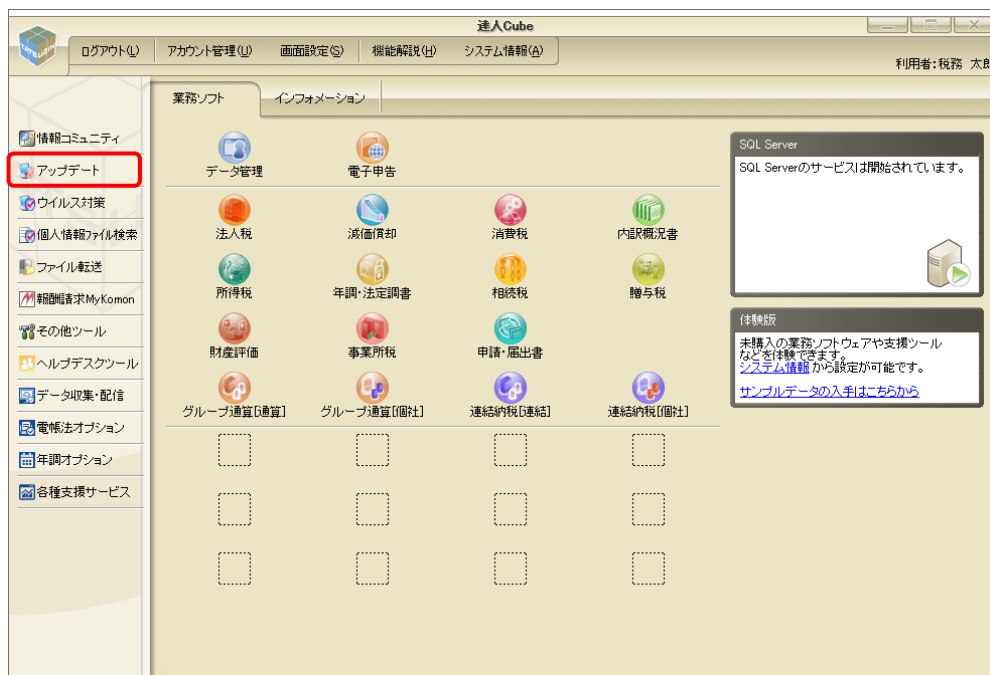 達人Cube
ログアウト(L) アカウント管理(U) 画面設定(S) 機能解説(H) システム情報(A)
利用者:税務 太郎
業務ソフト インフォメーション
情報コミュニティ
アップデート
ウイルス対策
個人情報ファイル検索
ファイル転送
報酬請求MyKomon
その他ツール
ヘルプデスクツール
データ収集・配信
電帳法オプション
年調オプション
各種支援サービス
データ管理 電子申告
法人税 減価償却 消費税 内訳概況書
所得税 年調・法定調書 相続税 贈与税
財産評価 事業所税 申請・届出書
グループ通算[通算] グループ通算[個社] 連結納税[連結] 連結納税[個社]
SQL Server
SQL Serverのサービスは開始されています。
体験版
未購入の業務ソフトウェアや支援ツール
などを体験できます。
システム情報 から設定が可能です。
サンプルデータの入手はこちらから